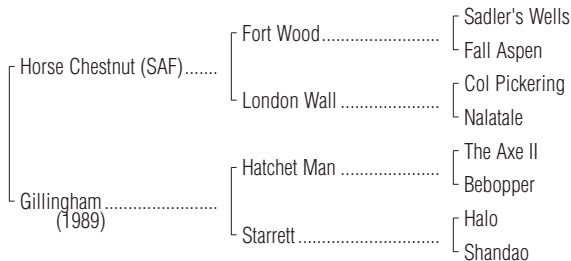 Sadler's Wells
Fort Wood..........................
Fall Aspen
Horse Chestnut (SAF).......
Col Pickering
London Wall ......................
Nalatale
The Axe II
Hatchet Man ......................
Bebopper
Gillingham.........................
(1989)
Halo
Starrett................................
Shandao